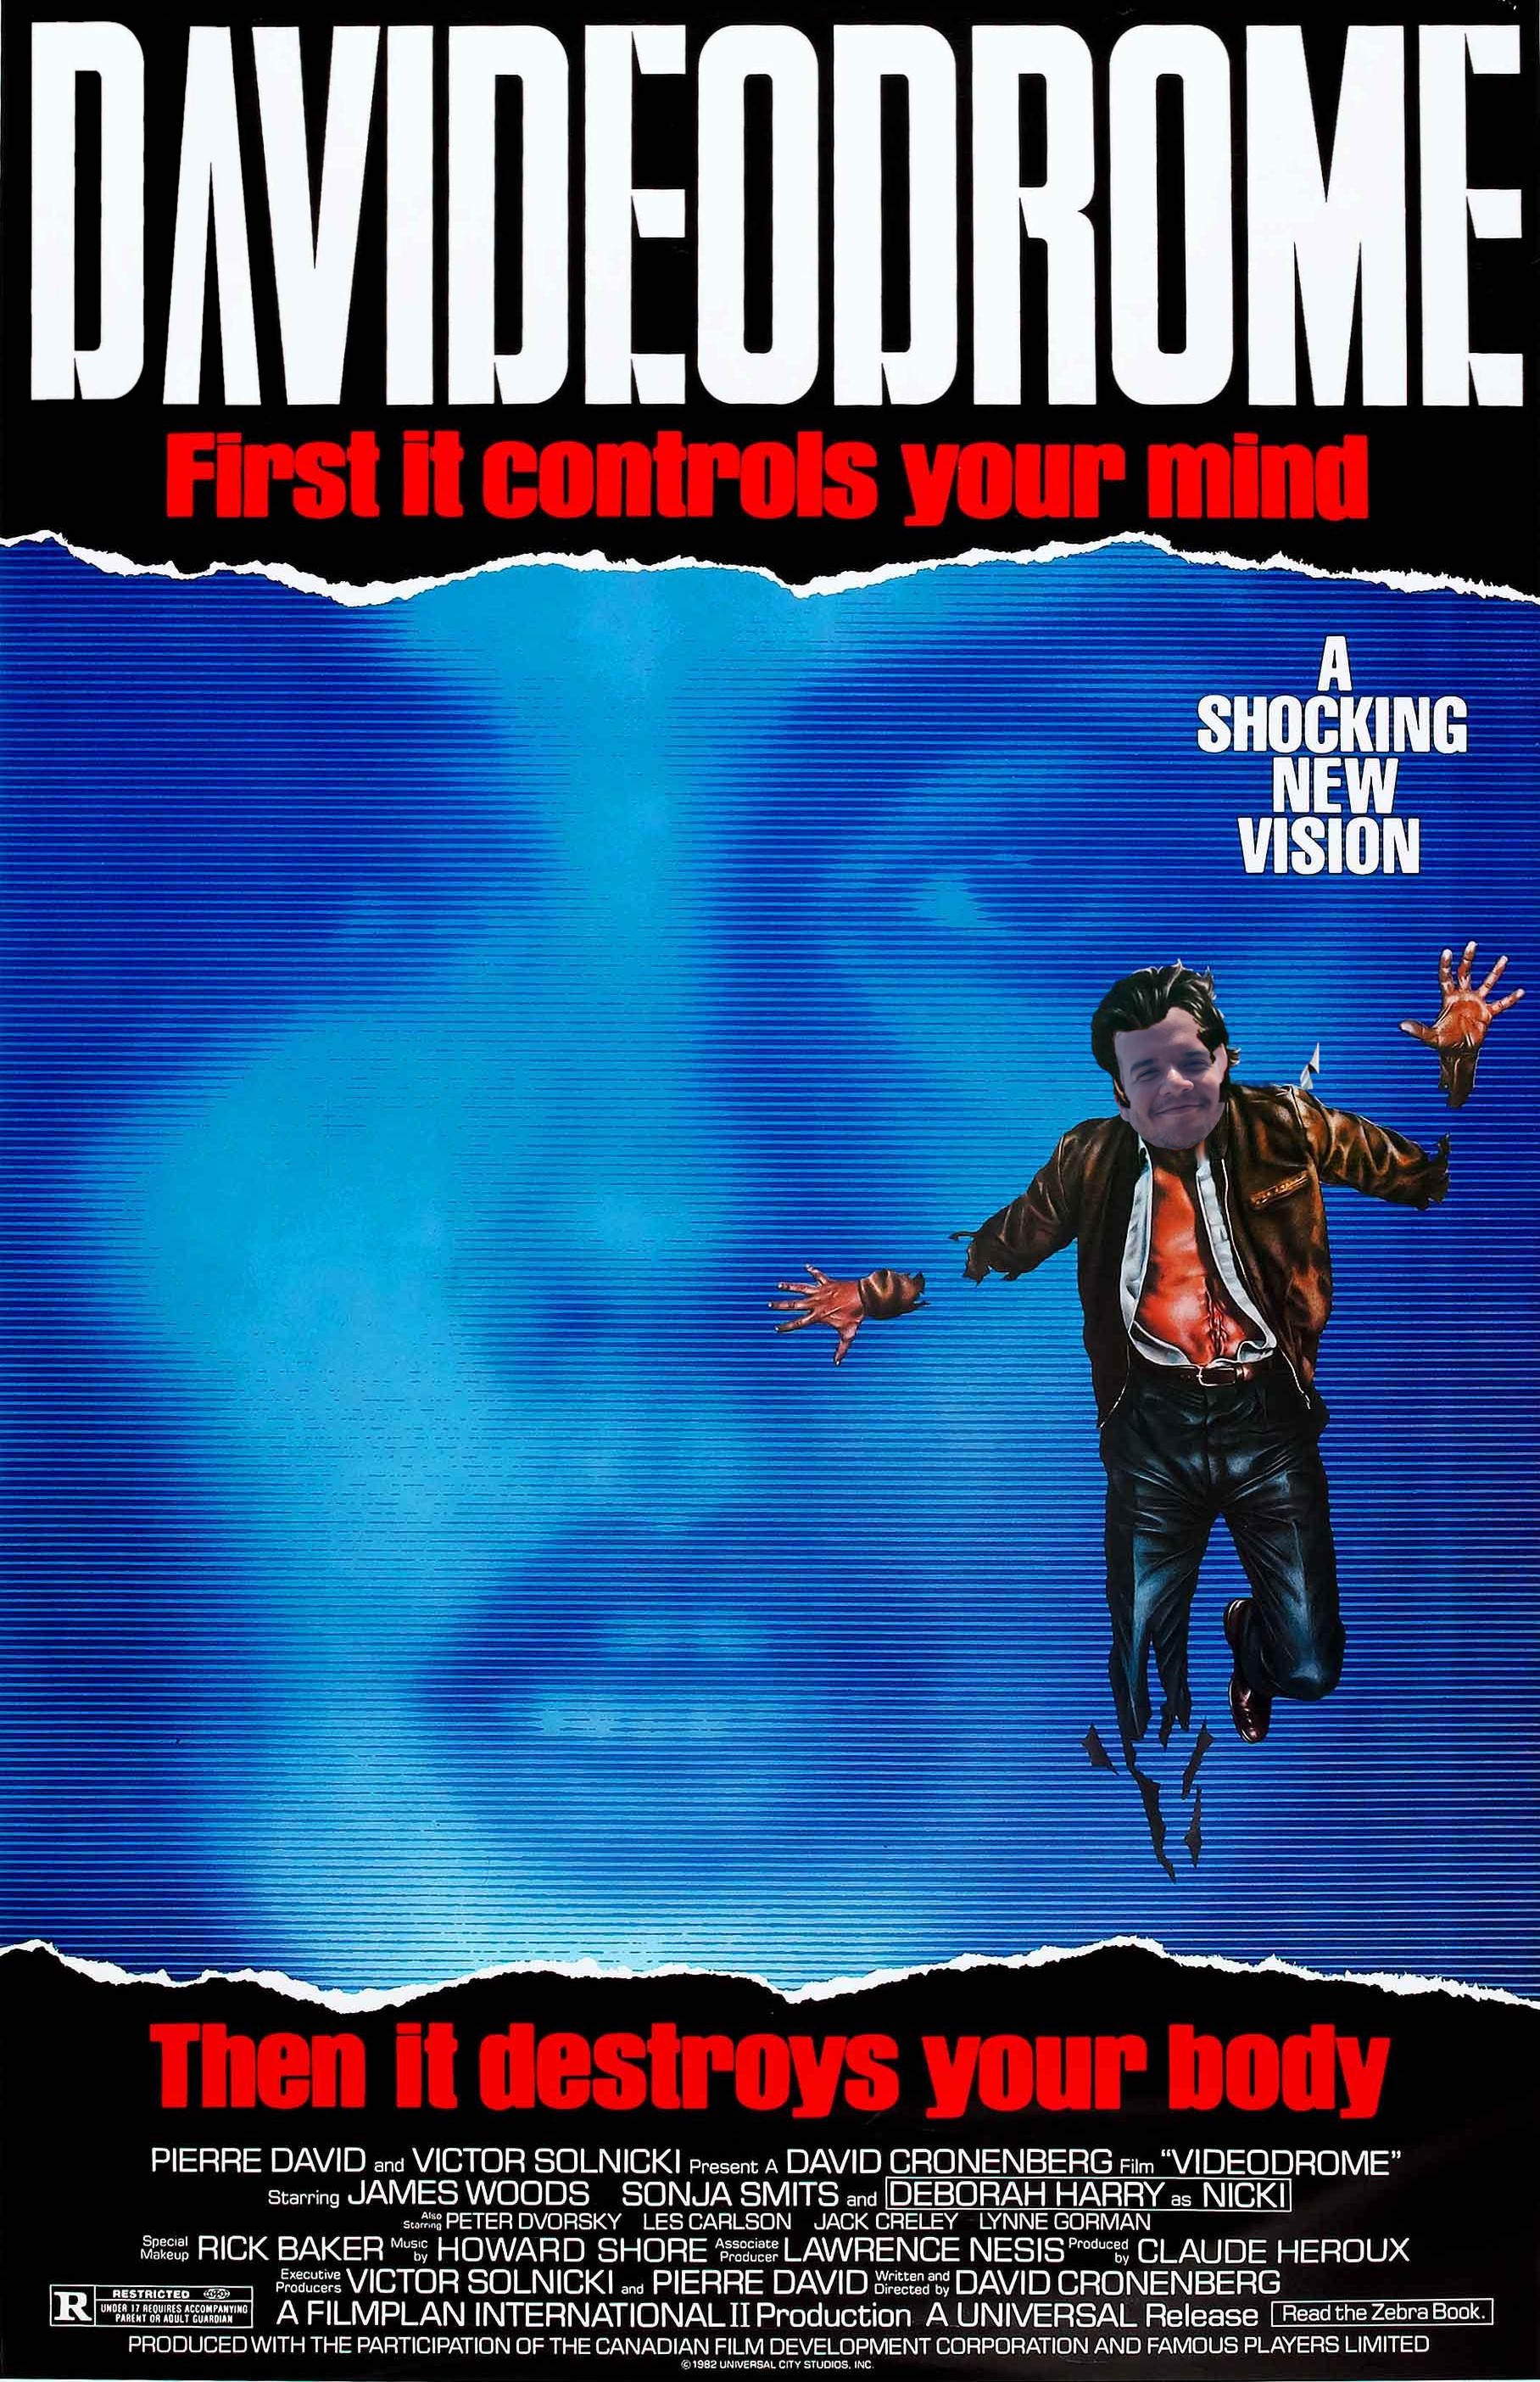 DAVIDEODROME
First it controls your mind
A
SHOCKING
NEW
VISION
Then it destroys your body
PIERRE DAVID and VICTOR SOLNICKI Present A DAVID CRONENBERG Film “VIDEODROME”
Starring JAMES WOODS SONJA SMITS and DEBORAH HARRY as NICKI
Also Starring PETER DVORSKY LES CARLSON JACK CRELEY LYNNE GORMAN
Special Makeup RICK BAKER Music by HOWARD SHORE Associate Producer LAWRENCE NESIS Produced by CLAUDE HEROUX
Executive Producers VICTOR SOLNICKI and PIERRE DAVID Written and Directed by DAVID CRONENBERG
R RESTRICTED
UNDER 17 REQUIRES ACCOMPANYING
PARENT OR ADULT GUARDIAN
A FILMPLAN INTERNATIONAL II Production A UNIVERSAL Release Read the Zebra Book.
PRODUCED WITH THE PARTICIPATION OF THE CANADIAN FILM DEVELOPMENT CORPORATION AND FAMOUS PLAYERS LIMITED
©1982 UNIVERSAL CITY STUDIOS, INC.